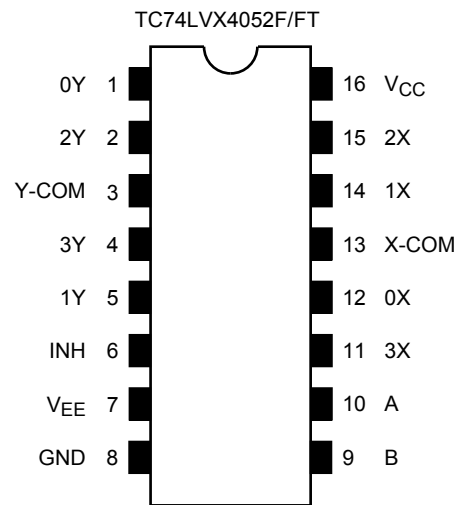 TC74LVX4052F/FT
0Y 1 16 VCC
2Y 2 15 2X
Y-COM 3 14 1X
3Y 4 13 X-COM
1Y 5 12 0X
INH 6 11 3X
VEE 7 10 A
GND 8 9 B